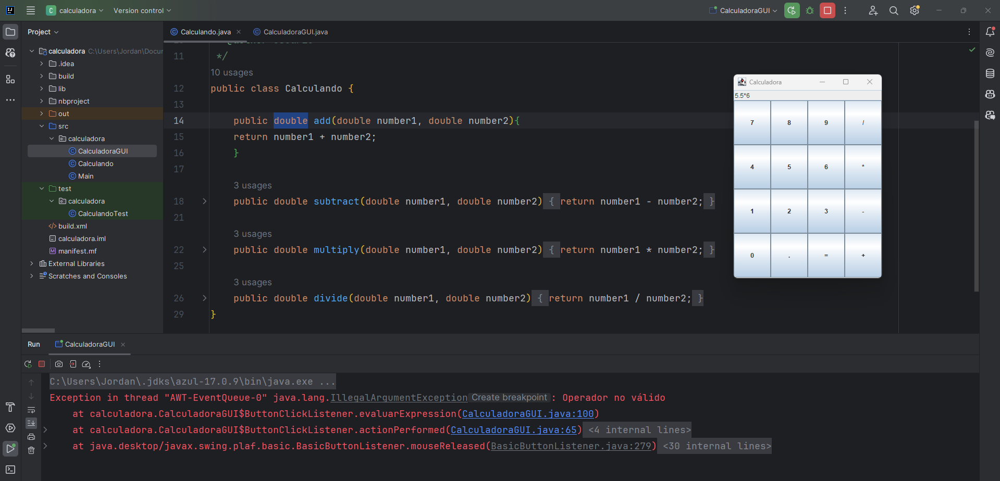 calculadora
Version control
CalculadoraGUI
Project
Calculando.java
CalculadoraGUI.java
calculadora C:\Users\Jordan\Docur
.idea
build
lib
nbproject
out
src
calculadora
CalculadoraGUI
Calculando
Main
test
calculadora
CalculandoTest
build.xml
calculadora.iml
manifest.mf
External Libraries
Scratches and Consoles
11 */
10 usages
12 public class Calculando {
13
14 public double add(double number1, double number2){
15 return number1 + number2;
16 }
17
3 usages
18 public double subtract(double number1, double number2) { return number1 - number2; }
21
3 usages
22 public double multiply(double number1, double number2) { return number1 * number2; }
25
3 usages
26 public double divide(double number1, double number2) { return number1 / number2; }
29 }
Calculadora
5.5*6
7 8 9 /
4 5 6 *
1 2 3 -
0 . = +
Run CalculadoraGUI
C:\Users\Jordan\.jdks\azul-17.0.9\bin\java.exe ...
Exception in thread "AWT-EventQueue-0" java.lang.IllegalArgumentException Create breakpoint : Operador no válido
at calculadora.CalculadoraGUI$ButtonClickListener.evaluarExpression(CalculadoraGUI.java:100)
at calculadora.CalculadoraGUI$ButtonClickListener.actionPerformed(CalculadoraGUI.java:65) <4 internal lines>
at java.desktop/javax.swing.plaf.basic.BasicButtonListener.mouseReleased(BasicButtonListener.java:279) <30 internal lines>